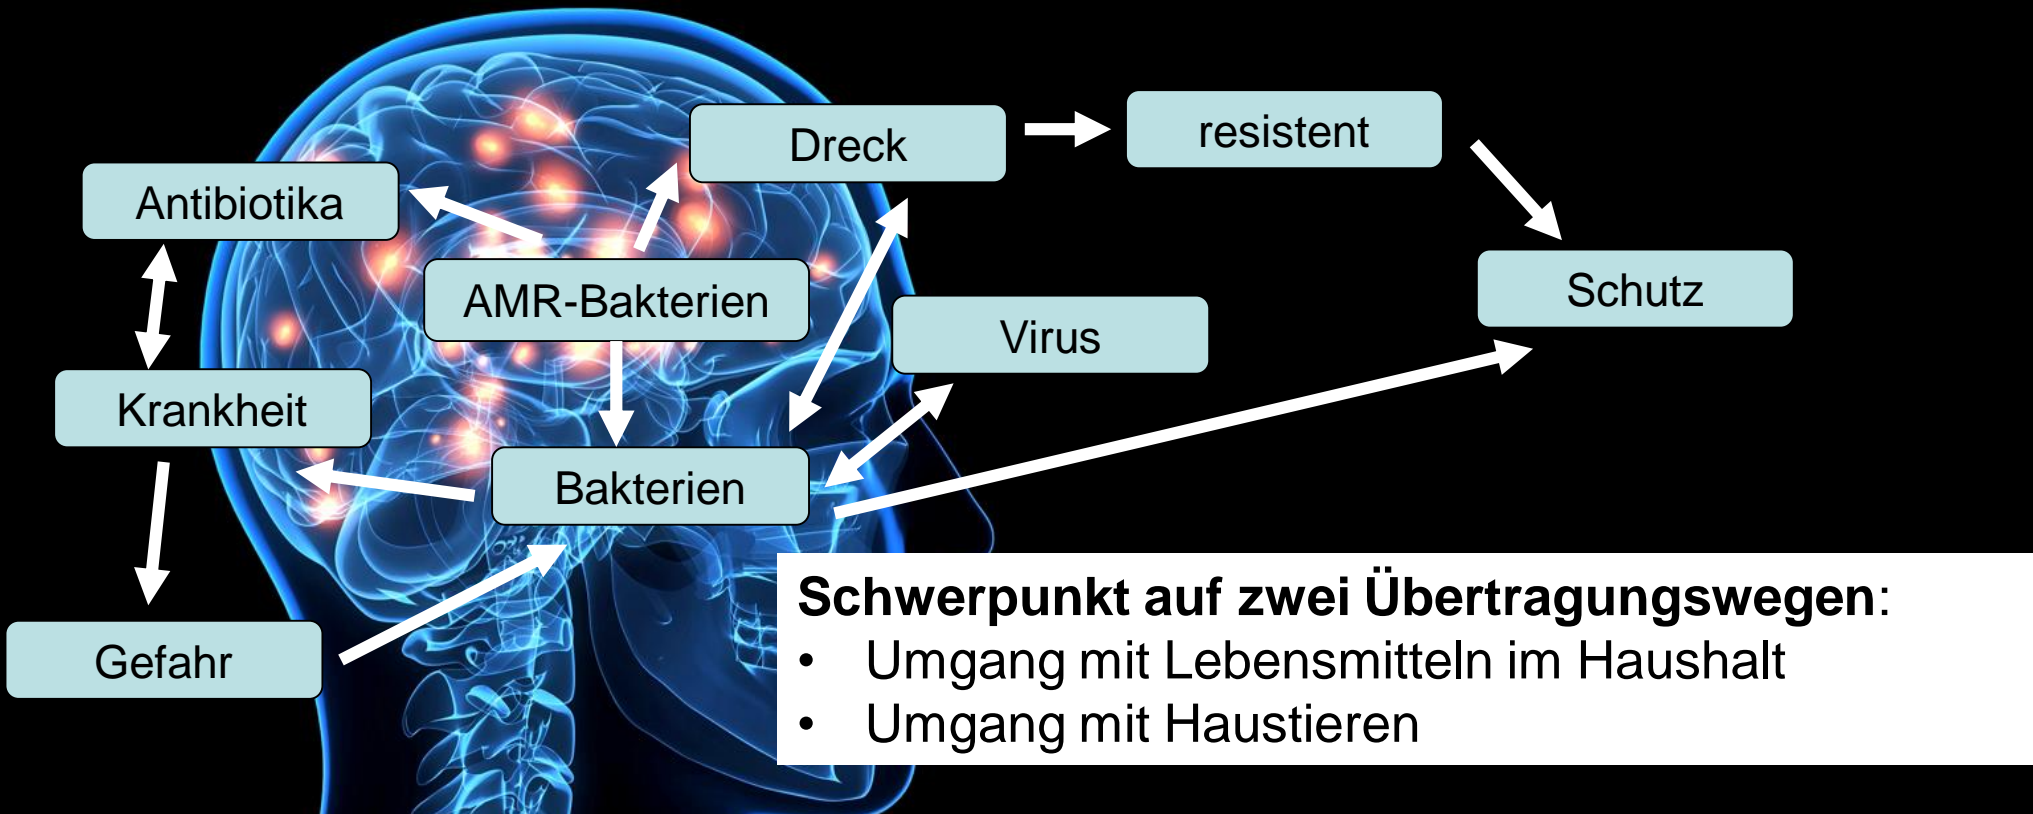 Dreck
resistent
Antibiotika
AMR-Bakterien
Schutz
Virus
Krankheit
Bakterien
Gefahr
Schwerpunkt auf zwei Übertragungswegen:
• Umgang mit Lebensmitteln im Haushalt
• Umgang mit Haustieren